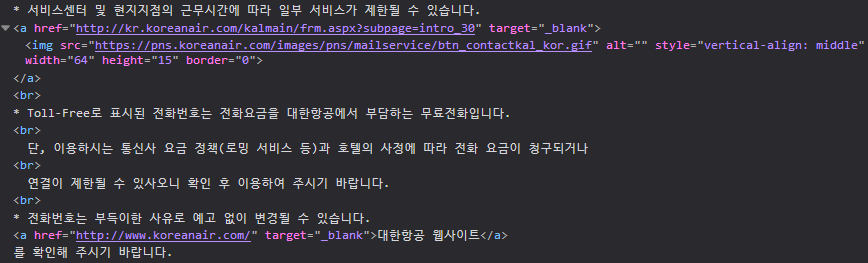 * 서비스센터 및 현지지점의 근무시간에 따라 일부 서비스가 제한될 수 있습니다.
<a href="http://kr.koreanair.com/kalmain/frm.aspx?subpage=intro_30" target="_blank">
<img src="https://pns.koreanair.com/images/pns/mailservice/btn_contactkal_kor.gif" alt="" style="vertical-align: middle"
width="64" height="15" border="0">
</a>
<br>
* Toll-Free로 표시된 전화번호는 전화요금을 대한항공에서 부담하는 무료전화입니다.
<br>
단, 이용하시는 통신사 요금 정책(로밍 서비스 등)과 호텔의 사정에 따라 전화 요금이 청구되거나
<br>
연결이 제한될 수 있사오니 확인 후 이용하여 주시기 바랍니다.
<br>
* 전화번호는 부득이한 사유로 예고 없이 변경될 수 있습니다.
<a href="http://www.koreanair.com/" target="_blank">대한항공 웹사이트</a>
를 확인해 주시기 바랍니다.